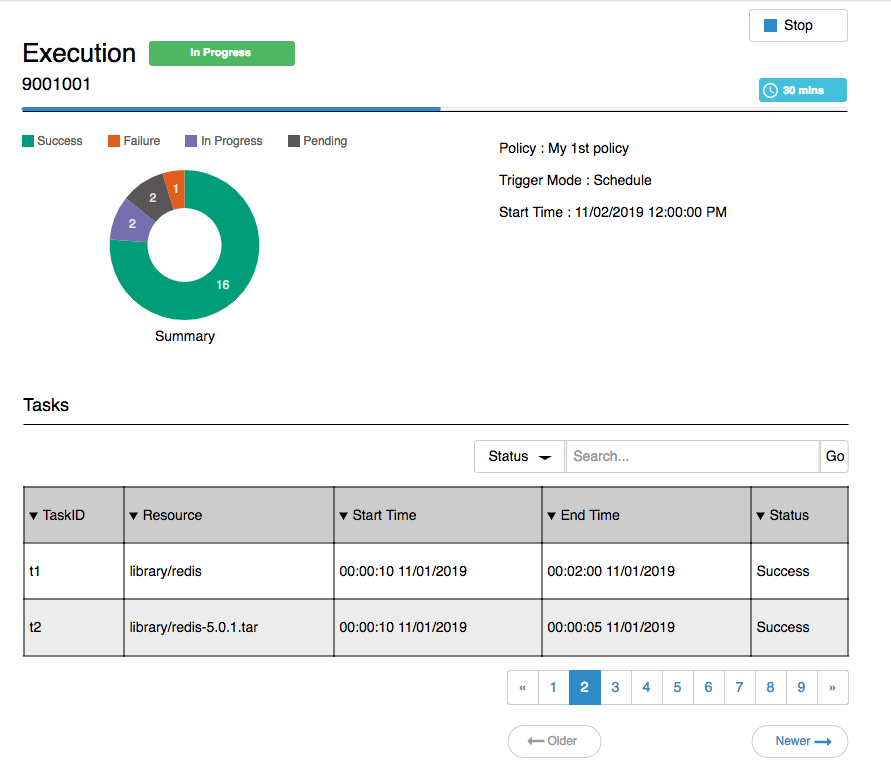 Stop
Execution In Progress
9001001
30 mins
Success Failure In Progress Pending
Policy : My 1st policy
Trigger Mode : Schedule
Start Time : 11/02/2019 12:00:00 PM
1
2
2
16
Summary
Tasks
Status Search... Go
TaskID Resource Start Time End Time Status
t1 library/redis 00:00:10 11/01/2019 00:02:00 11/01/2019 Success
t2 library/redis-5.0.1.tar 00:00:10 11/01/2019 00:00:05 11/01/2019 Success
« 1 2 3 4 5 6 7 8 9 »
Older Newer